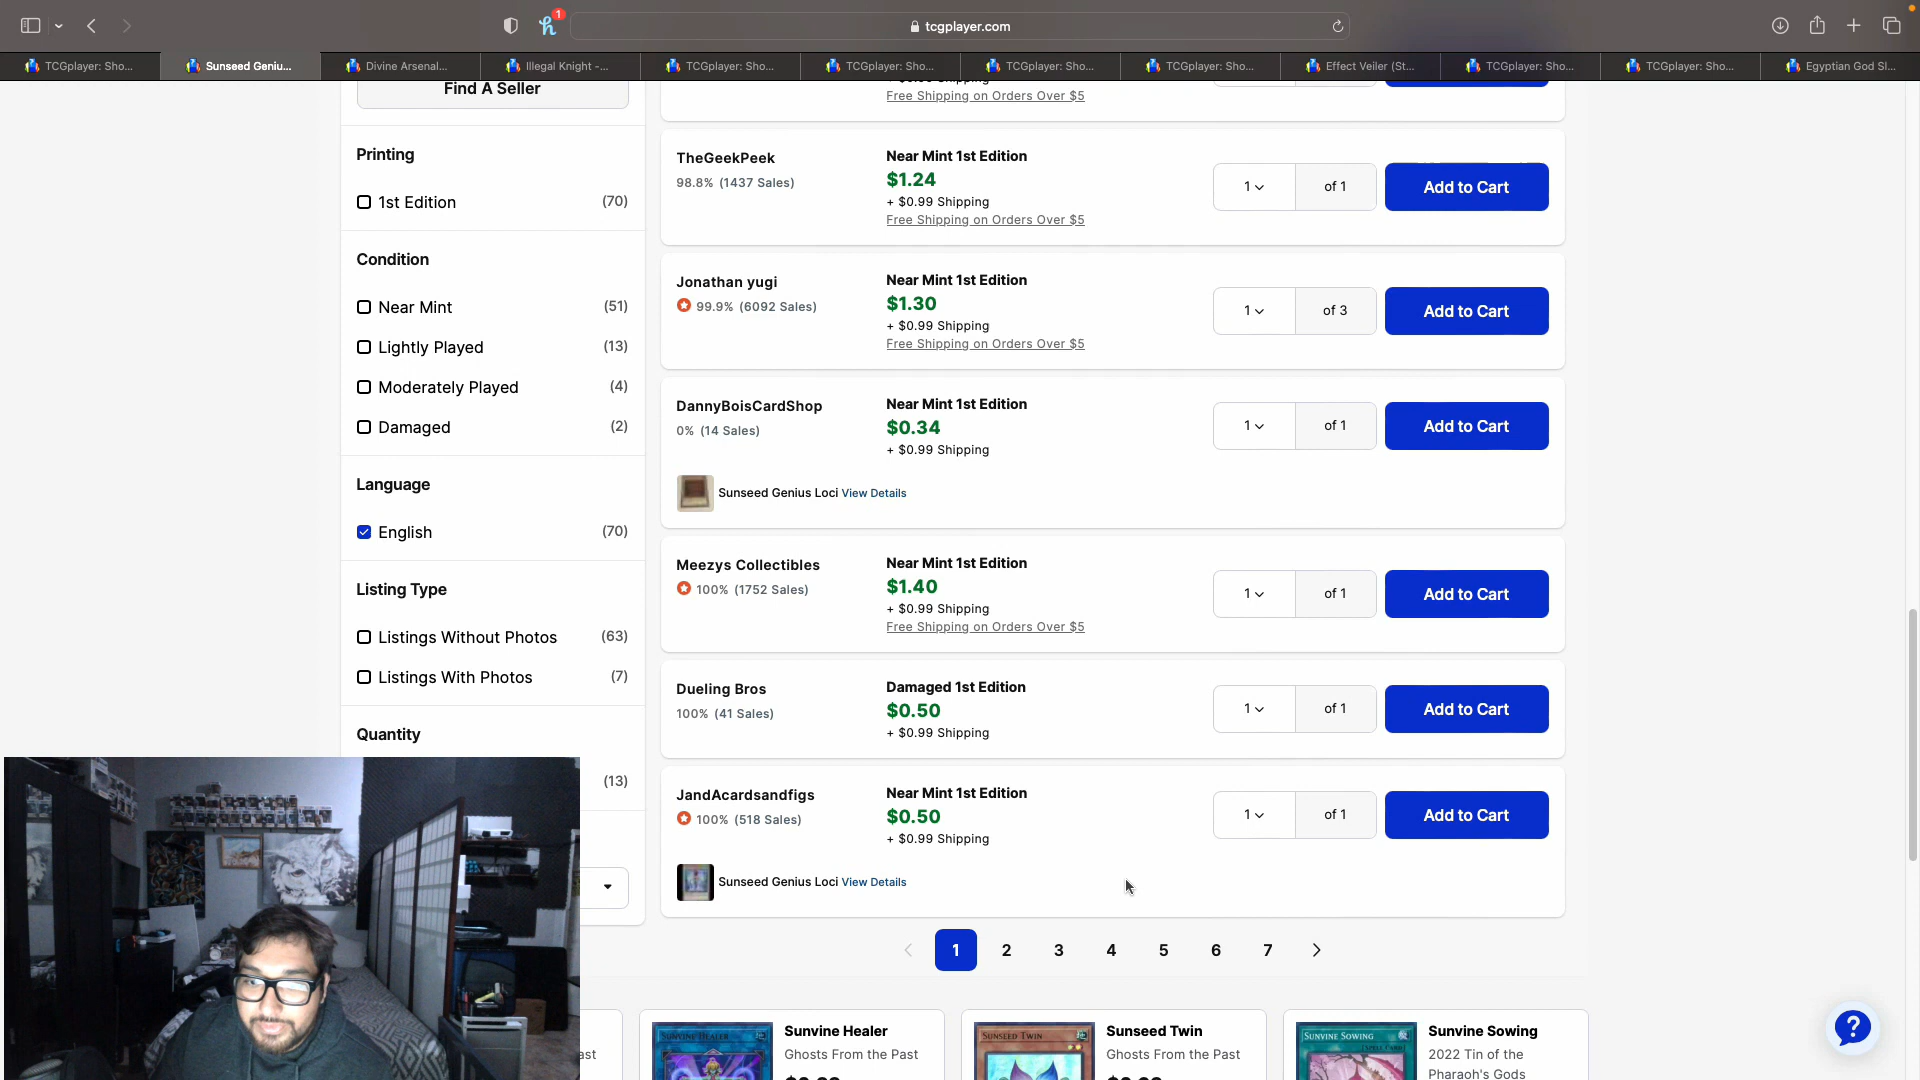 1
tcgplayer.com
TCGplayer: Sho...
Sunseed Geniu...
Divine Arsenal...
Illegal Knight -...
TCGplayer: Sho...
TCGplayer: Sho...
TCGplayer: Sho...
TCGplayer: Sho...
Effect Veiler (St...
TCGplayer: Sho...
TCGplayer: Sho...
Egyptian God Sl...
Find A Seller
Printing
1st Edition (70)
Condition
Near Mint (51)
Lightly Played (13)
Moderately Played (4)
Damaged (2)
Language
English (70)
Listing Type
Listings Without Photos (63)
Listings With Photos (7)
Quantity
(13)
Free Shipping on Orders Over $5
TheGeekPeek
98.8% (1437 Sales)
Near Mint 1st Edition
$1.24
+ $0.99 Shipping
Free Shipping on Orders Over $5
1 of 1 Add to Cart
Jonathan yugi
99.9% (6092 Sales)
Near Mint 1st Edition
$1.30
+ $0.99 Shipping
Free Shipping on Orders Over $5
1 of 3 Add to Cart
DannyBoisCardShop
0% (14 Sales)
Near Mint 1st Edition
$0.34
+ $0.99 Shipping
1 of 1 Add to Cart
Sunseed Genius Loci View Details
Meezys Collectibles
100% (1752 Sales)
Near Mint 1st Edition
$1.40
+ $0.99 Shipping
Free Shipping on Orders Over $5
1 of 1 Add to Cart
Dueling Bros
100% (41 Sales)
Damaged 1st Edition
$0.50
+ $0.99 Shipping
1 of 1 Add to Cart
JandAcardsandfigs
100% (518 Sales)
Near Mint 1st Edition
$0.50
+ $0.99 Shipping
1 of 1 Add to Cart
Sunseed Genius Loci View Details
1 2 3 4 5 6 7
ast
SUNVINE HEALER
Sunvine Healer
Ghosts From the Past
SUNSEED TWIN
Sunseed Twin
Ghosts From the Past
SUNVINE SOWING
Sunvine Sowing
2022 Tin of the
Pharaoh's Gods
?